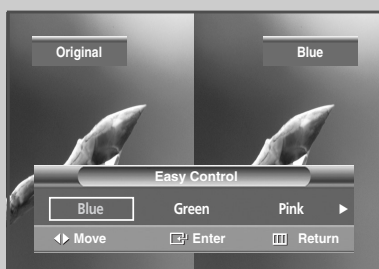 Original Blue
Easy Control
Blue Green Pink
Move Enter Return